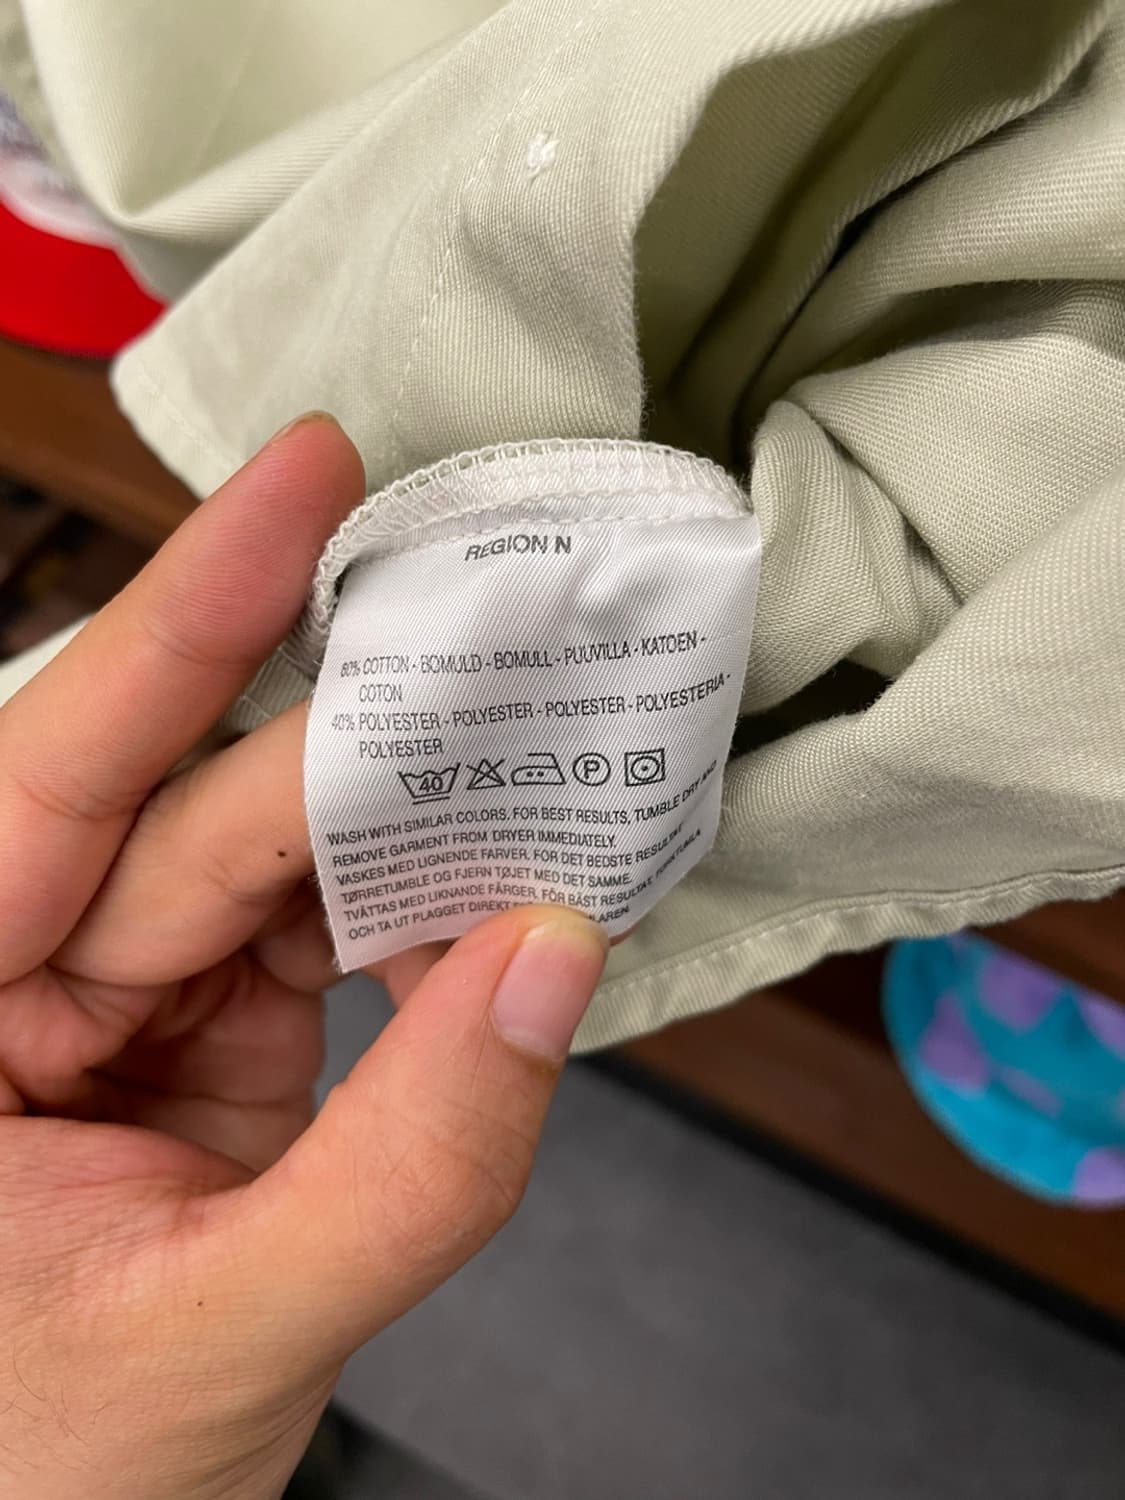 REGION N
60% COTTON - BOMULD - BOMULL - PUUVILLA - KATOEN -
COTON
40% POLYESTER - POLYESTER - POLYESTER - POLYESTERIA -
POLYESTER
40 P
WASH WITH SIMILAR COLORS. FOR BEST RESULTS, TUMBLE DRY AND
REMOVE GARMENT FROM DRYER IMMEDIATELY.
VASKES MED LIGNENDE FARVER. FOR DET BEDSTE RESULTAT
TØRRETUMBLE OG FJERN TØJET MED DET SAMME.
TVÄTTAS MED LIKNANDE FÄRGER. FÖR BÄST RESULTAT, TORKTUMLA
OCH TA UT PLAGGET DIREKT